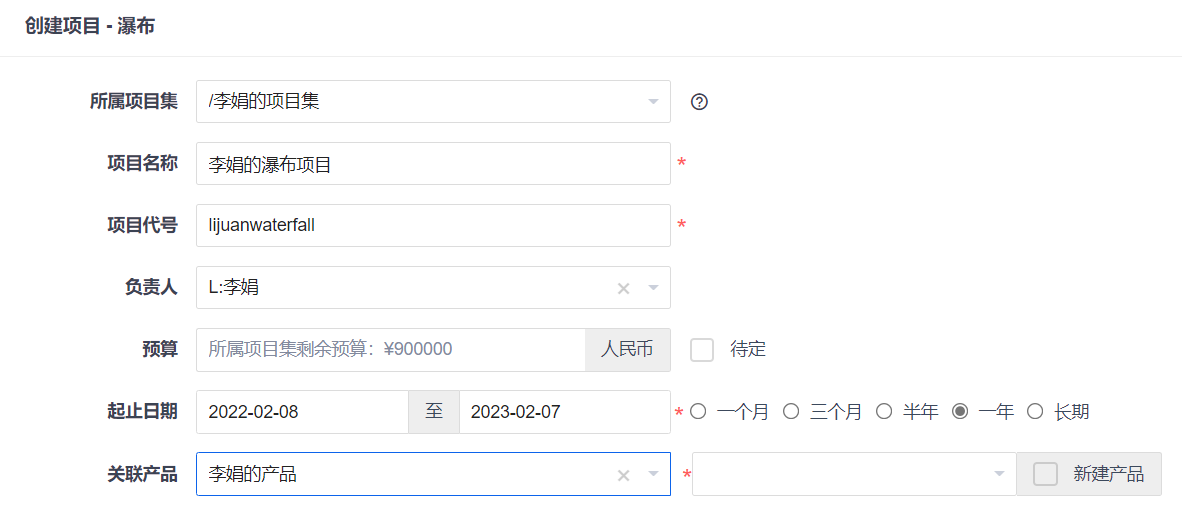 创建项目 - 瀑布
所属项目集 /李娟的项目集
项目名称 李娟的瀑布项目 *
项目代号 lijuanwaterfall *
负责人 L:李娟
预算 所属项目集剩余预算：¥900000 人民币 待定
起止日期 2022-02-08 至 2023-02-07 * 一个月 三个月 半年 一年 长期
关联产品 李娟的产品 * 新建产品